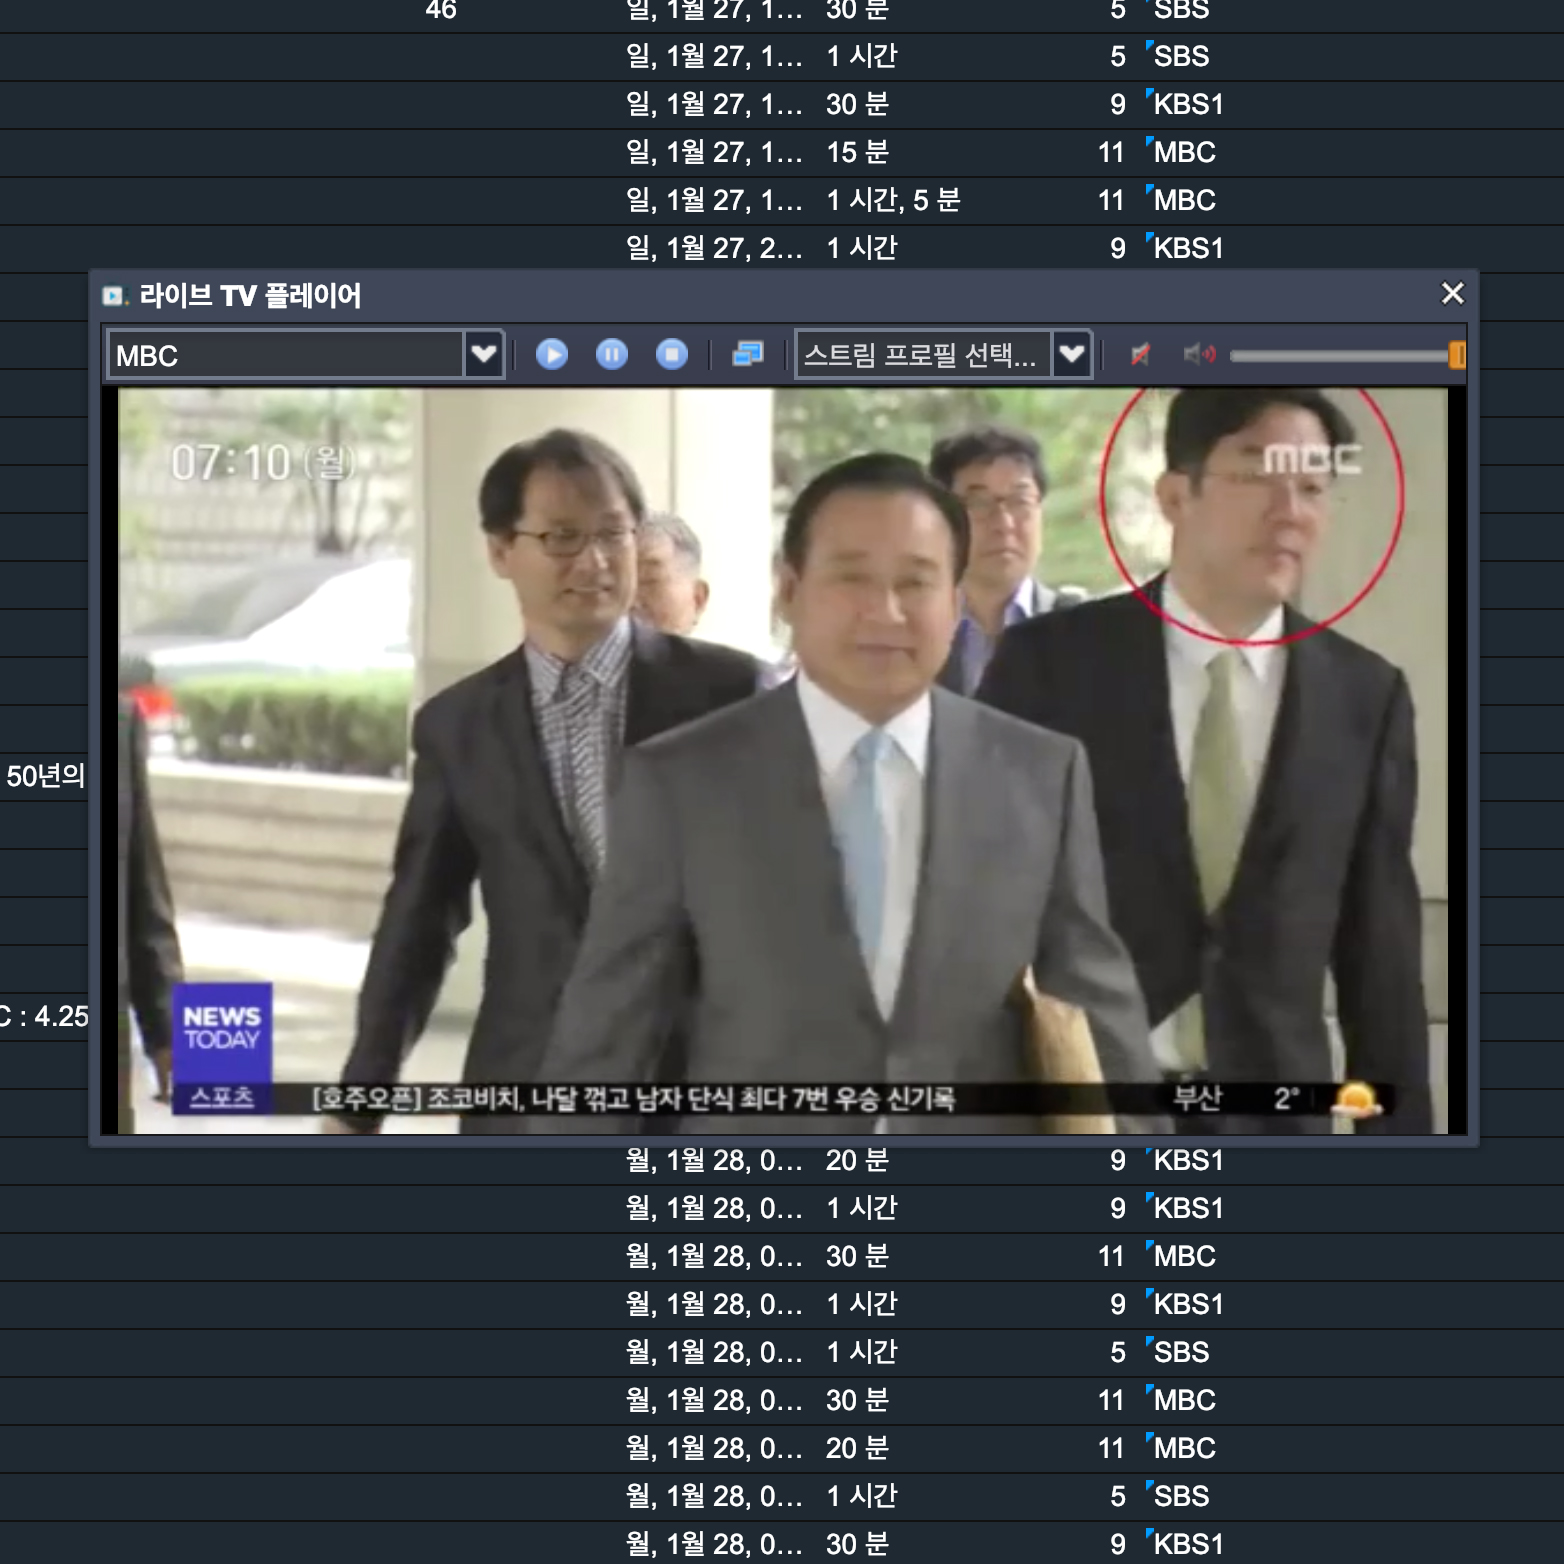 46 일, 1월 27, 1... 30 분 5 SBS
일, 1월 27, 1... 1 시간 5 SBS
일, 1월 27, 1... 30 분 9 KBS1
일, 1월 27, 1... 15 분 11 MBC
일, 1월 27, 1... 1 시간, 5 분 11 MBC
일, 1월 27, 2... 1 시간 9 KBS1
라이브 TV 플레이어
MBC 스트림 프로필 선택...
07:10 (월) MBC
50년의
C : 4.25
NEWS
TODAY
스포츠 [호주오픈] 조코비치, 나달 꺾고 남자 단식 최다 7번 우승 신기록 부산 2°
월, 1월 28, 0... 20 분 9 KBS1
월, 1월 28, 0... 1 시간 9 KBS1
월, 1월 28, 0... 30 분 11 MBC
월, 1월 28, 0... 1 시간 9 KBS1
월, 1월 28, 0... 1 시간 5 SBS
월, 1월 28, 0... 30 분 11 MBC
월, 1월 28, 0... 20 분 11 MBC
월, 1월 28, 0... 1 시간 5 SBS
월, 1월 28, 0... 30 분 9 KBS1